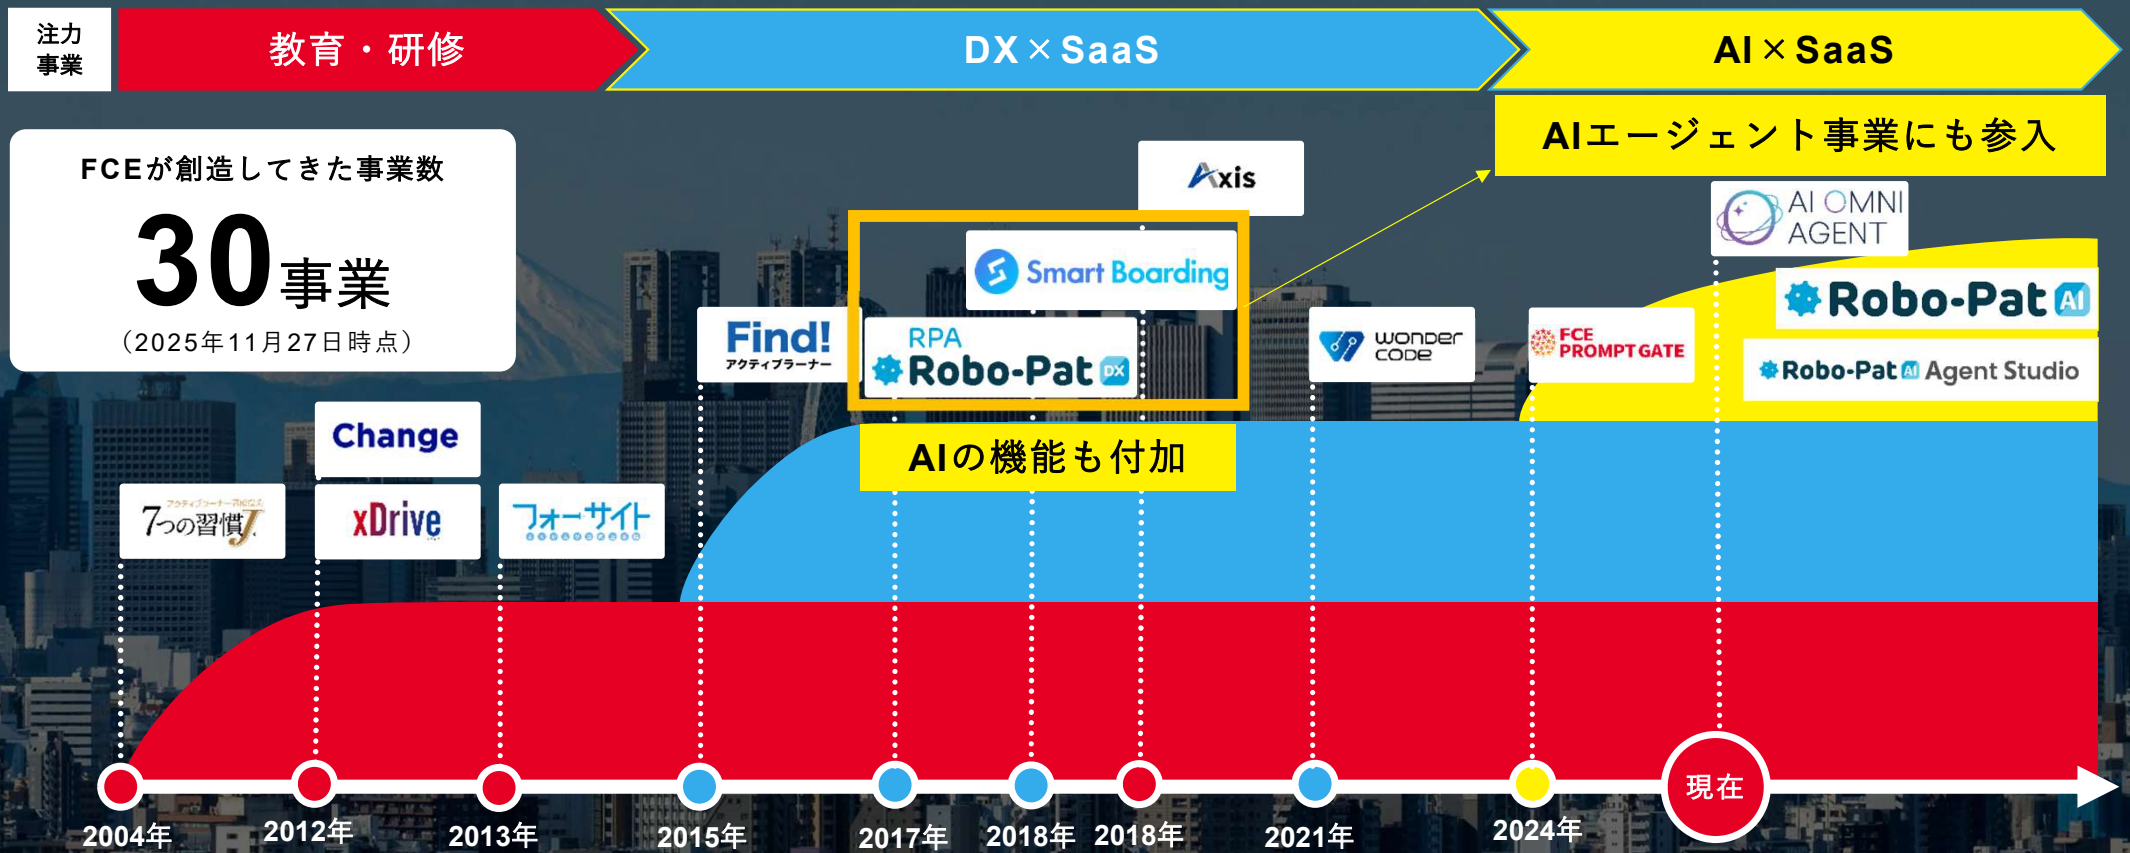 注力
事業
教育・研修
DX×SaaS
AI×SaaS
AIエージェント事業にも参入
FCEが創造してきた事業数
30事業
（2025年11月27日時点）
Axis
Smart Boarding
RPA
Robo-Pat DX
AIの機能も付加
Find!
アクティブラーナー
WONDER
CODE
FCE
PROMPT GATE
AI OMNI
AGENT
Robo-Pat AI
Robo-Pat AI Agent Studio
Change
7つの習慣J
xDrive
フォーサイト
現在
2004年
2012年
2013年
2015年
2017年
2018年
2018年
2021年
2024年